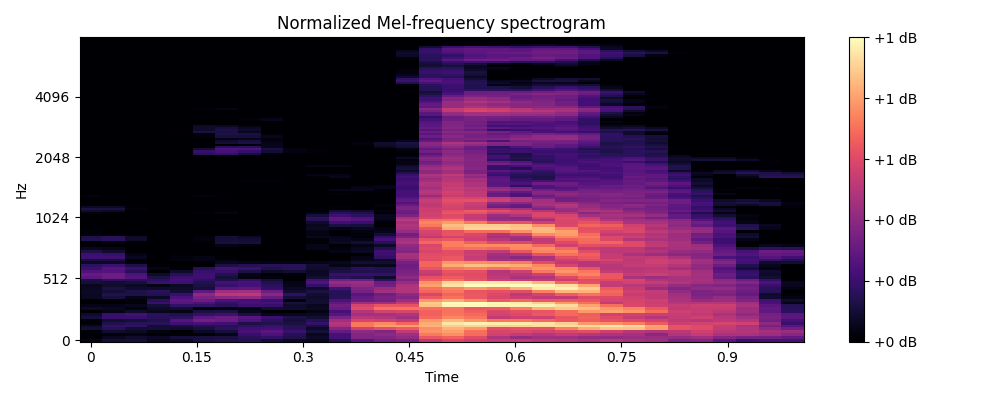 Normalized Mel-frequency spectrogram
Hz
4096
2048
1024
512
0
0 0.15 0.3 0.45 0.6 0.75 0.9
Time
+1 dB
+1 dB
+1 dB
+0 dB
+0 dB
+0 dB